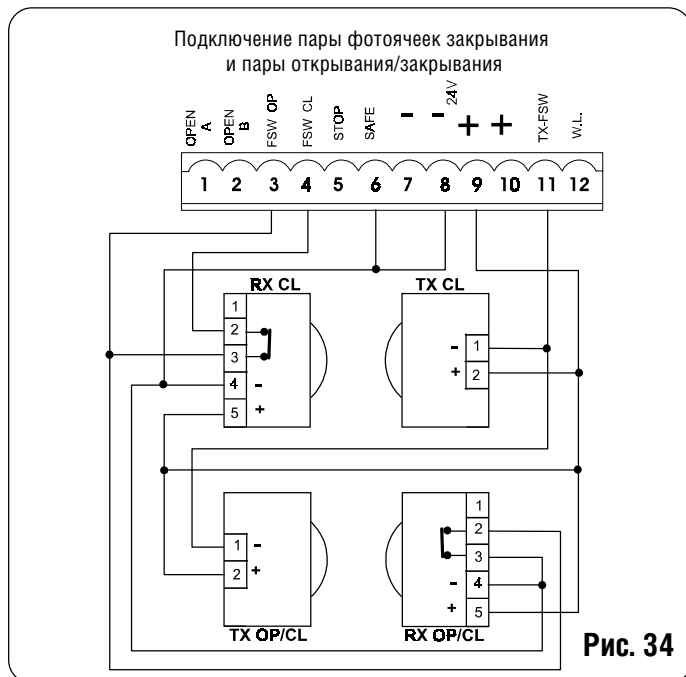 Подключение пары фотоячеек закрывания
и пары открывания/закрывания
OPEN A
OPEN B
FSW OP
FSW CL
STOP
SAFE
-
-
24V
+
+
TX-FSW
W.L.
1 2 3 4 5 6 7 8 9 10 11 12
RX CL
1
2
3
4 -
5 +
TX CL
- 1
+ 2
1 -
2 +
TX OP/CL
1
2
3
- 4
+ 5
RX OP/CL
Рис. 34